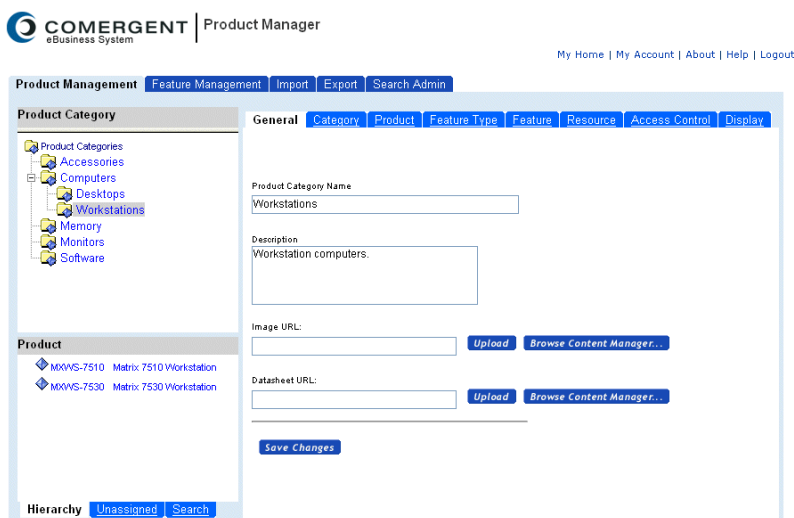 COMERGENT Product Manager
eBusiness System
My Home | My Account | About | Help | Logout
Product Management Feature Management Import Export Search Admin
Product Category
Product Categories
Accessories
Computers
Desktops
Workstations
Memory
Monitors
Software
Product
MXWS-7510 Matrix 7510 Workstation
MXWS-7530 Matrix 7530 Workstation
Hierarchy Unassigned Search
General Category Product Feature Type Feature Resource Access Control Display
Product Category Name
Workstations
Description
Workstation computers.
Image URL:
Upload Browse Content Manager...
Datasheet URL:
Upload Browse Content Manager...
Save Changes